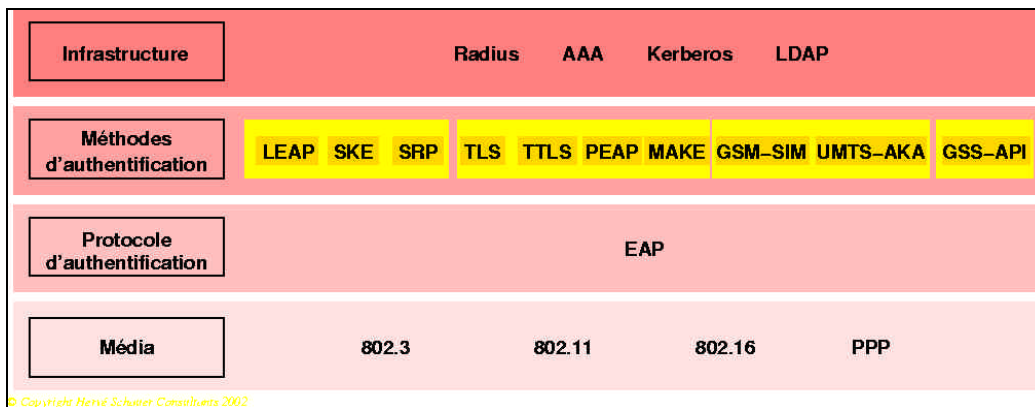 Infrastructure
Radius AAA Kerberos LDAP
Méthodes
d'authentification
LEAP SKE SRP TLS TTLS PEAP MAKE GSM–SIM UMTS–AKA GSS–API
Protocole
d'authentification
EAP
Média
802.3 802.11 802.16 PPP
© Copyright Hervé Schauer Consultants 2002